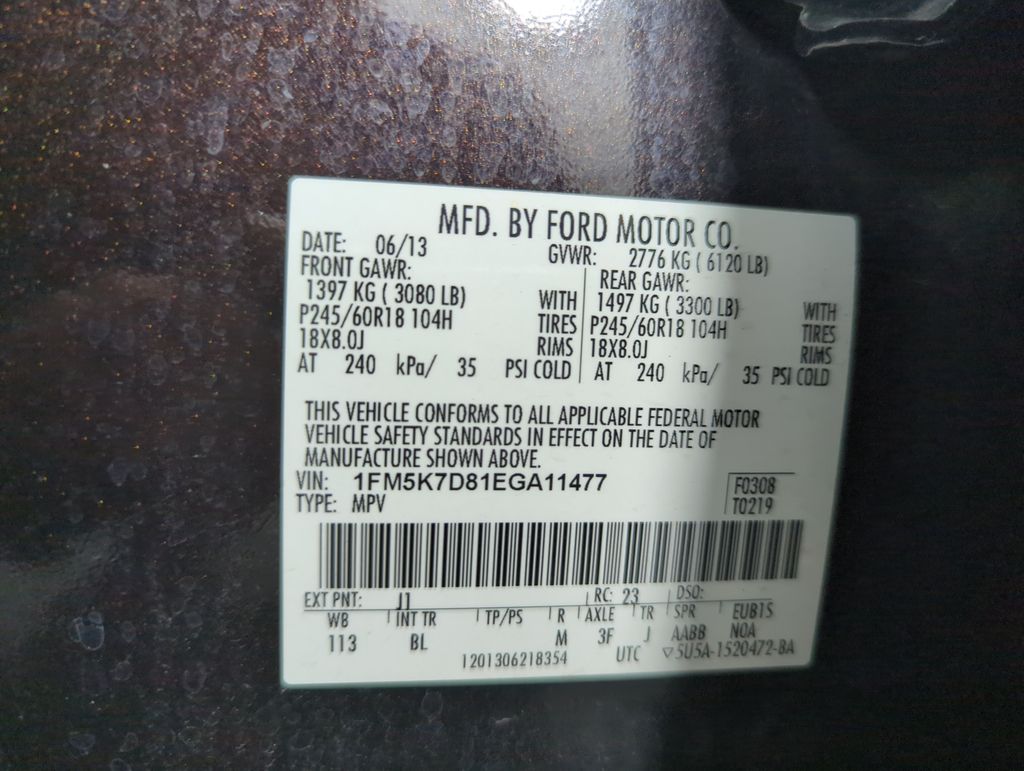 MFD. BY FORD MOTOR CO.
DATE: 06/13 GVWR: 2776 KG ( 6120 LB)
FRONT GAWR: REAR GAWR:
1397 KG ( 3080 LB) WITH 1497 KG ( 3300 LB) WITH
P245/60R18 104H TIRES P245/60R18 104H TIRES
18X8.0J RIMS 18X8.0J RIMS
AT 240 kPa/ 35 PSI COLD AT 240 kPa/ 35 PSI COLD
THIS VEHICLE CONFORMS TO ALL APPLICABLE FEDERAL MOTOR
VEHICLE SAFETY STANDARDS IN EFFECT ON THE DATE OF
MANUFACTURE SHOWN ABOVE.
VIN: 1FM5K7D81EGA11477 F0308
TYPE: MPV T0219
EXT PNT: J1 RC: 23 DSO:
WB INT TR TP/PS R AXLE TR SPR EUB1S
113 BL M 3F J AABB N0A
1201306218354 UTC ▽5U5A-1520472-BA